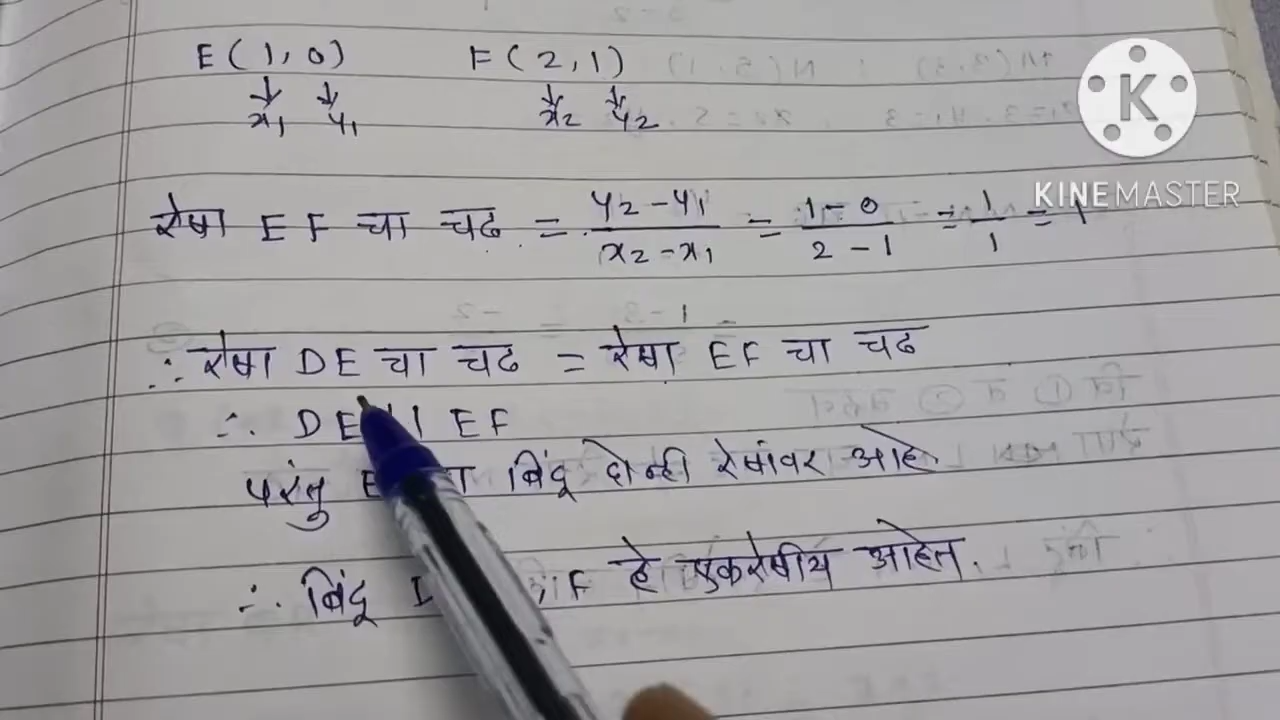 E(1,0) F(2,1)
x₁ y₁ x₂ y₂
K
KINEMASTER
रेषा EF चा चढ = y₂-y₁/x₂-x₁ = 1-0/2-1 = 1/1 = 1
∴ रेषा DE चा चढ = रेषा EF चा चढ
∴ DE || EF
परंतु E बिंदू दोन्ही रेषांवर आहे.
∴ बिंदू ,F हे एकरेषीय आहेत.